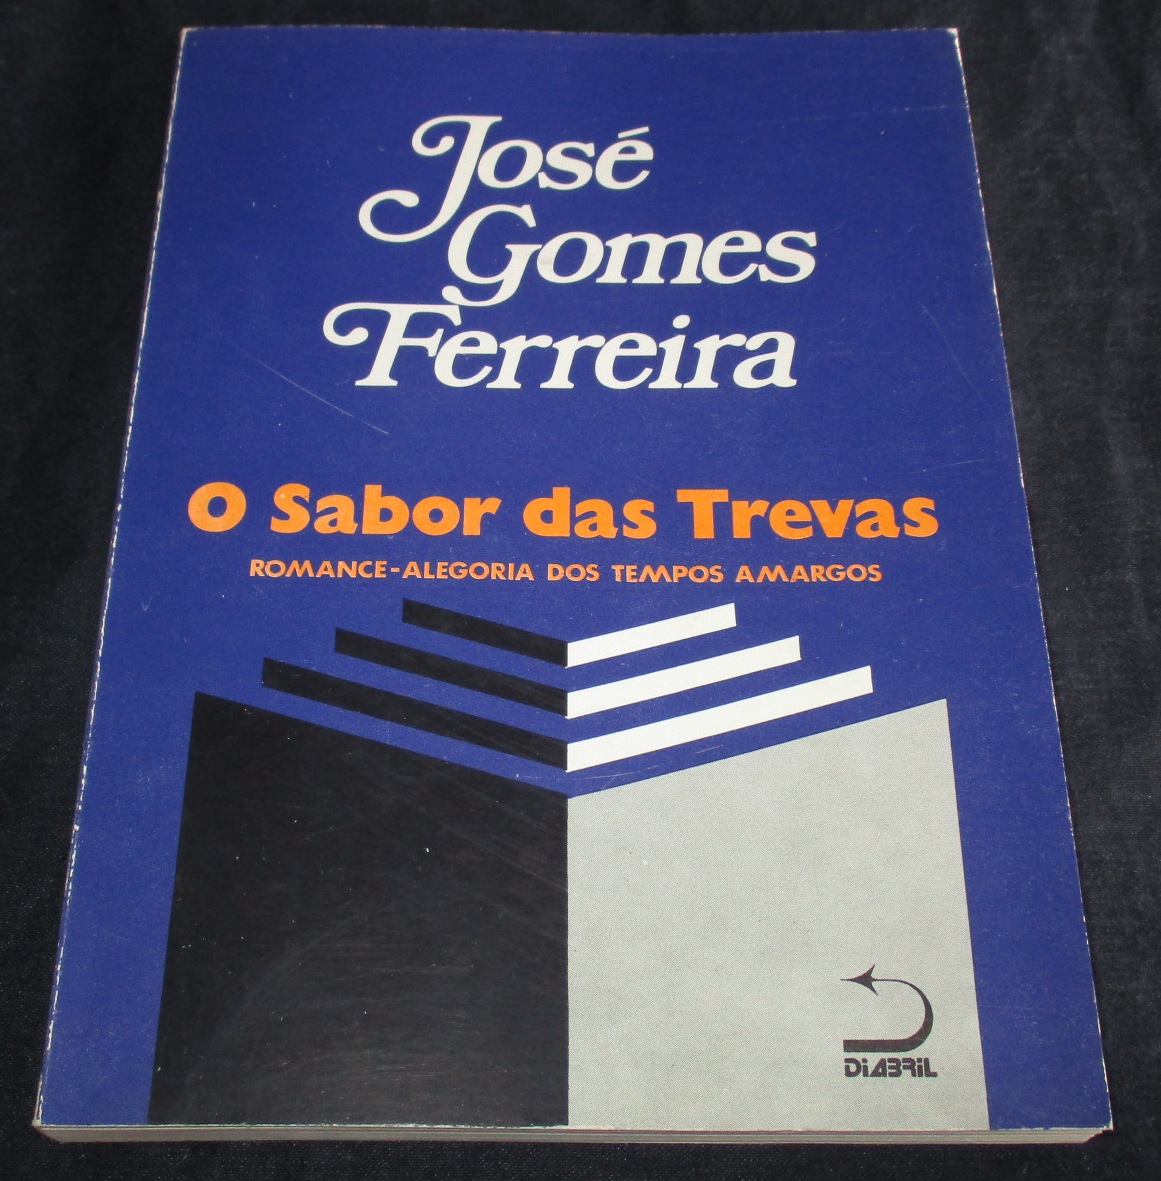 José
Gomes
Ferreira
O Sabor das Trevas
ROMANCE-ALEGORIA DOS TEMPOS AMARGOS
DIABRIL